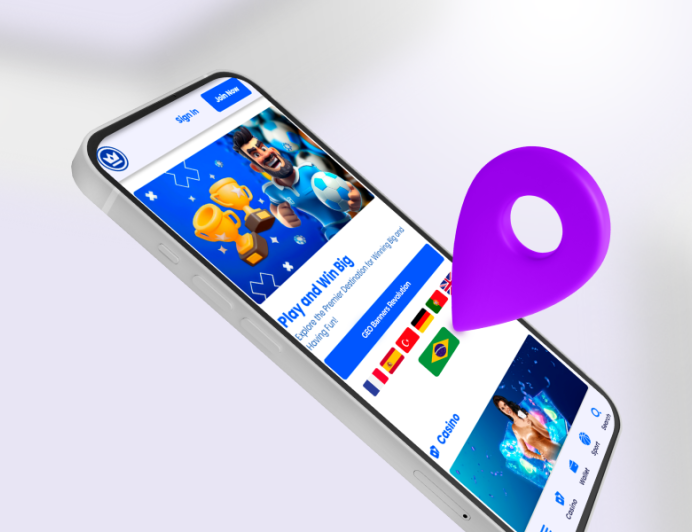 Sign In
Join Now
Play and Win Big
Explore the Premier Destination for Winning Big and
Having Fun!
GEO Banners Revolution
Casino
Casino
Wallet
Sport
Search